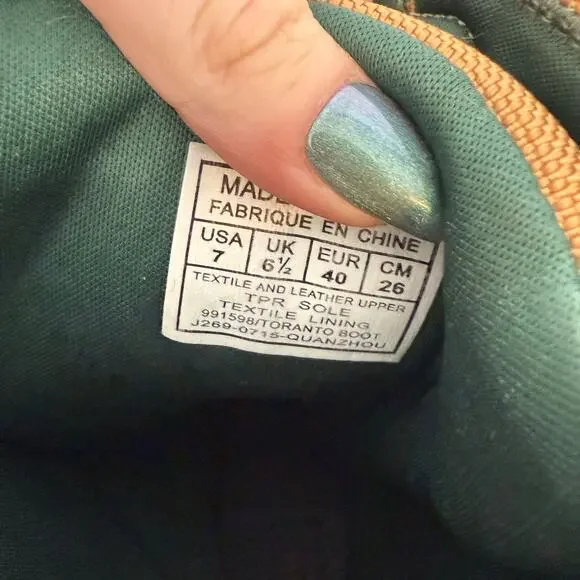 MAD
FABRIQUE EN CHINE
USA UK EUR CM
7 6½ 40 26
TEXTILE AND LEATHER UPPER
TPR SOLE
TEXTILE LINING
991598/TORANTO BOOT
J269-0715-QUANZHOU